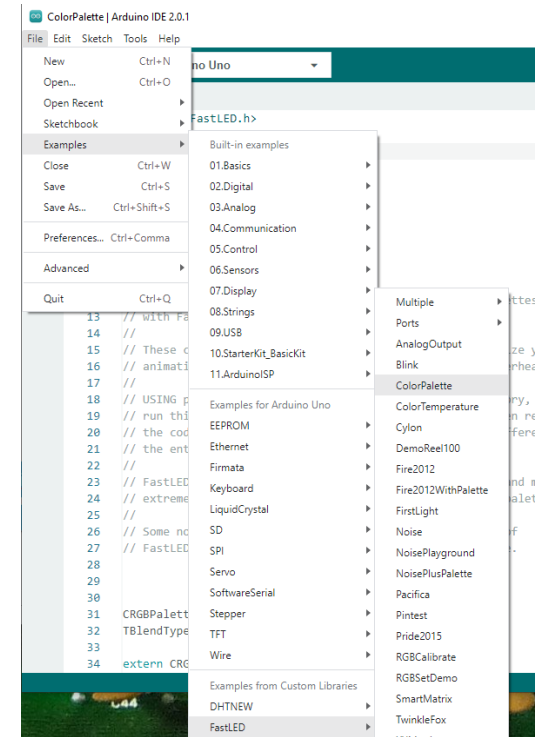 ColorPalette | Arduino IDE 2.0.1
File Edit Sketch Tools Help
New Ctrl+N
Open... Ctrl+O
Open Recent
Sketchbook
Examples
Close Ctrl+W
Save Ctrl+S
Save As... Ctrl+Shift+S
Preferences... Ctrl+Comma
Advanced
Quit Ctrl+Q
no Uno
FastLED.h>
Built-in examples
01.Basics
02.Digital
03.Analog
04.Communication
05.Control
06.Sensors
07.Display
08.Strings
09.USB
10.StarterKit_BasicKit
11.ArduinoISP
Examples for Arduino Uno
EEPROM
Ethernet
Firmata
Keyboard
LiquidCrystal
SD
SPI
Servo
SoftwareSerial
Stepper
TFT
Wire
Examples from Custom Libraries
DHTNEW
FastLED
Multiple
Ports
AnalogOutput
Blink
ColorPalette
ColorTemperature
Cylon
DemoReel100
Fire2012
Fire2012WithPalette
FirstLight
Noise
NoisePlayground
NoisePlusPalette
Pacifica
Pintest
Pride2015
RGBCalibrate
RGBSetDemo
SmartMatrix
TwinkleFox
13 // with Fa
14 //
15 // These c
16 // animati
17 //
18 // USING p
19 // run thi
20 // the cod
21 // the ent
22 //
23 // FastLED
24 // extreme
25 //
26 // Some no
27 // FastLED
28
29
30
31 CRGBPalett
32 TBlendType
33
34 extern CRG